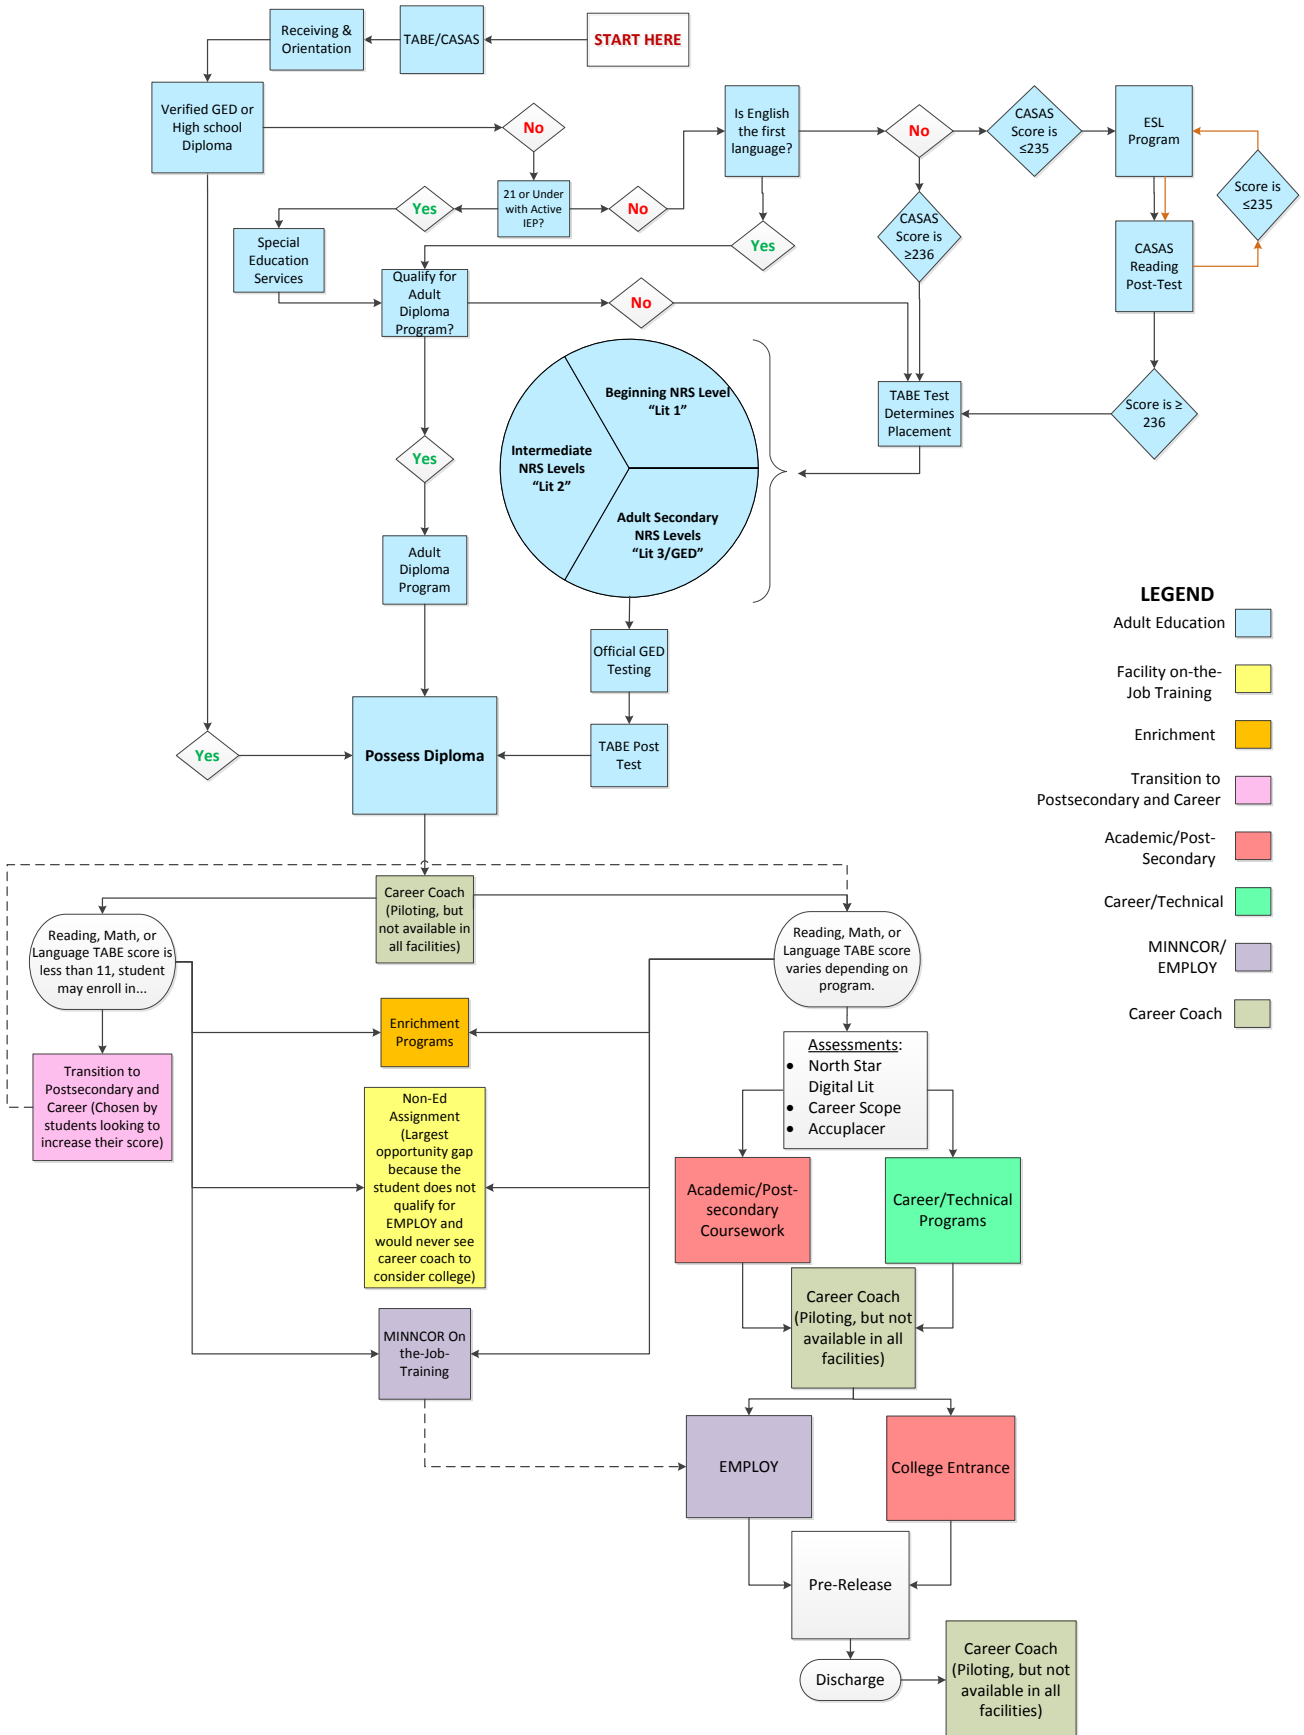 START HERE
TABE/CASAS
Receiving &
Orientation
Verified GED or
High school
Diploma
No
Is English
the first
language?
No
CASAS
Score is
≤235
ESL
Program
Score is
≤235
21 or Under
with Active
IEP?
Yes
No
Special
Education
Services
Yes
CASAS
Score is
≥236
CASAS
Reading
Post-Test
Qualify for
Adult
Diploma
Program?
No
Beginning NRS Level
“Lit 1”
Intermediate
NRS Levels
“Lit 2”
Adult Secondary
NRS Levels
“Lit 3/GED”
TABE Test
Determines
Placement
Score is ≥
236
Yes
Adult
Diploma
Program
Official GED
Testing
TABE Post
Test
Yes
Possess Diploma
LEGEND
Adult Education
Facility on-the-
Job Training
Enrichment
Transition to
Postsecondary and Career
Academic/Post-
Secondary
Career/Technical
MINNCOR/
EMPLOY
Career Coach
Career Coach
(Piloting, but
not available in
all facilities)
Reading, Math, or
Language TABE score is
less than 11, student
may enroll in...
Reading, Math, or
Language TABE score
varies depending on
program.
Enrichment
Programs
Transition to
Postsecondary and
Career (Chosen by
students looking to
increase their score)
Assessments:
• North Star
Digital Lit
• Career Scope
• Accuplacer
Non-Ed
Assignment
(Largest
opportunity gap
because the
student does not
qualify for
EMPLOY and
would never see
career coach to
consider college)
Academic/Post-
secondary
Coursework
Career/Technical
Programs
MINNCOR On
the-Job-
Training
Career Coach
(Piloting, but not
available in all
facilities)
EMPLOY
College Entrance
Pre-Release
Discharge
Career Coach
(Piloting, but not
available in all
facilities)